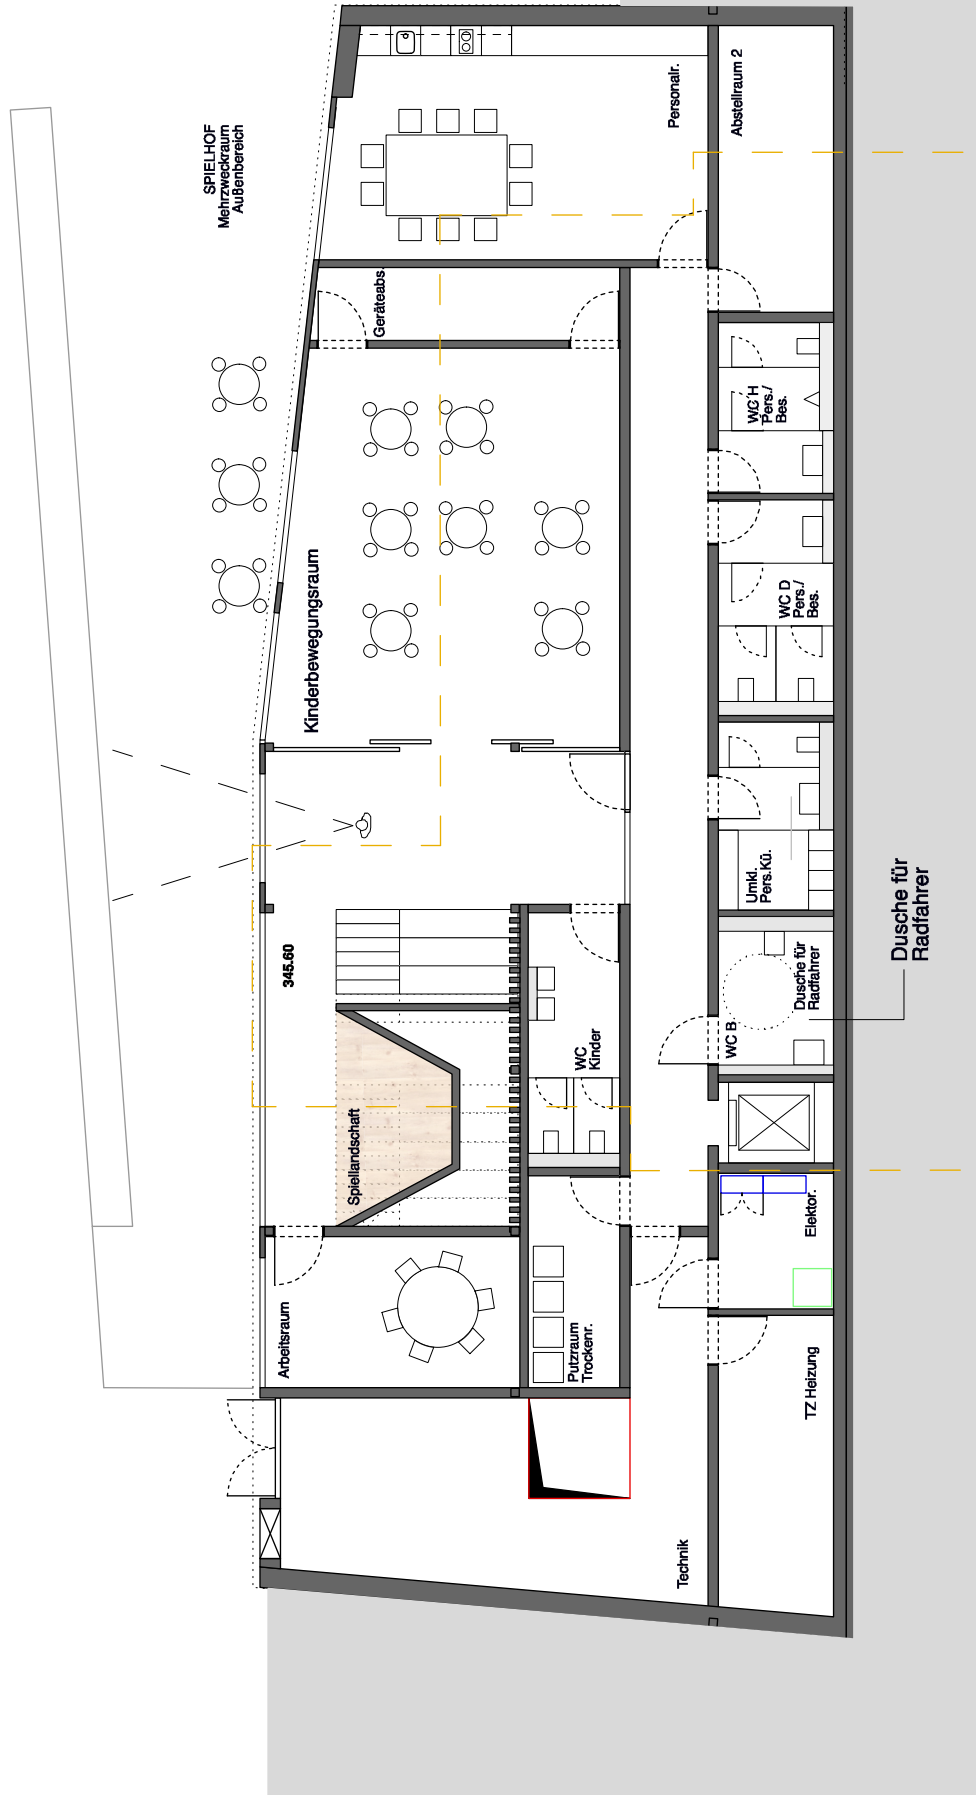 SPIELHOF
Mehrzweckraum
Außenbereich
Personalr.
Abstellraum 2
Geräteabs.
WC H
Pers./
Bes.
Kinderbewegungsraum
WC D
Pers./
Bes.
Umkl.
Pers.Kü.
345.60
Dusche für
Radfahrer
WC B
Dusche für
Radfahrer
WC
Kinder
Spiellandschaft
Elektor.
Arbeitsraum
Putzraum
Trockenr.
TZ Heizung
Technik